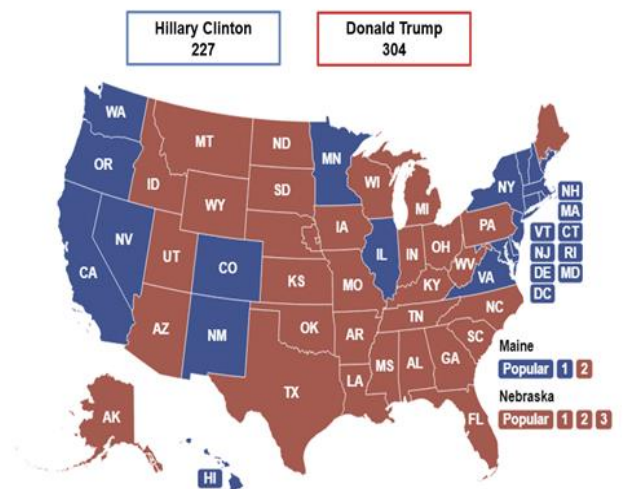 Hillary Clinton
227
Donald Trump
304
WA
MT
ND
MN
OR
ID
SD
WI
MI
NY
NH
MA
WY
IA
PA
VT CT
NJ RI
DE MD
DC
NV
UT
CO
IL
IN
OH
WV
VA
CA
KS
MO
KY
NC
AZ
NM
OK
AR
TN
SC
TX
LA
MS
AL
GA
FL
AK
HI
Maine
Popular 1 2
Nebraska
Popular 1 2 3